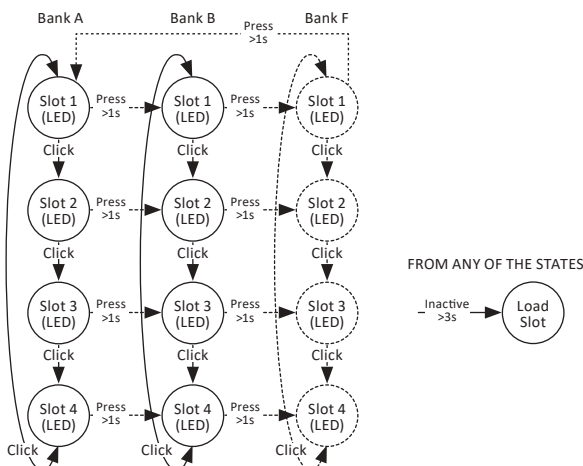 Bank A
Bank B
Bank F
Press
>1s
Slot 1
(LED)
Press
>1s
Slot 1
(LED)
Press
>1s
Slot 1
(LED)
Click
Click
Click
Slot 2
(LED)
Press
>1s
Slot 2
(LED)
Press
>1s
Slot 2
(LED)
Click
Click
Click
FROM ANY OF THE STATES
Slot 3
(LED)
Press
>1s
Slot 3
(LED)
Press
>1s
Slot 3
(LED)
Inactive
>3s
Load
Slot
Click
Click
Click
Slot 4
(LED)
Press
>1s
Slot 4
(LED)
Press
>1s
Slot 4
(LED)
Click
Click
Click